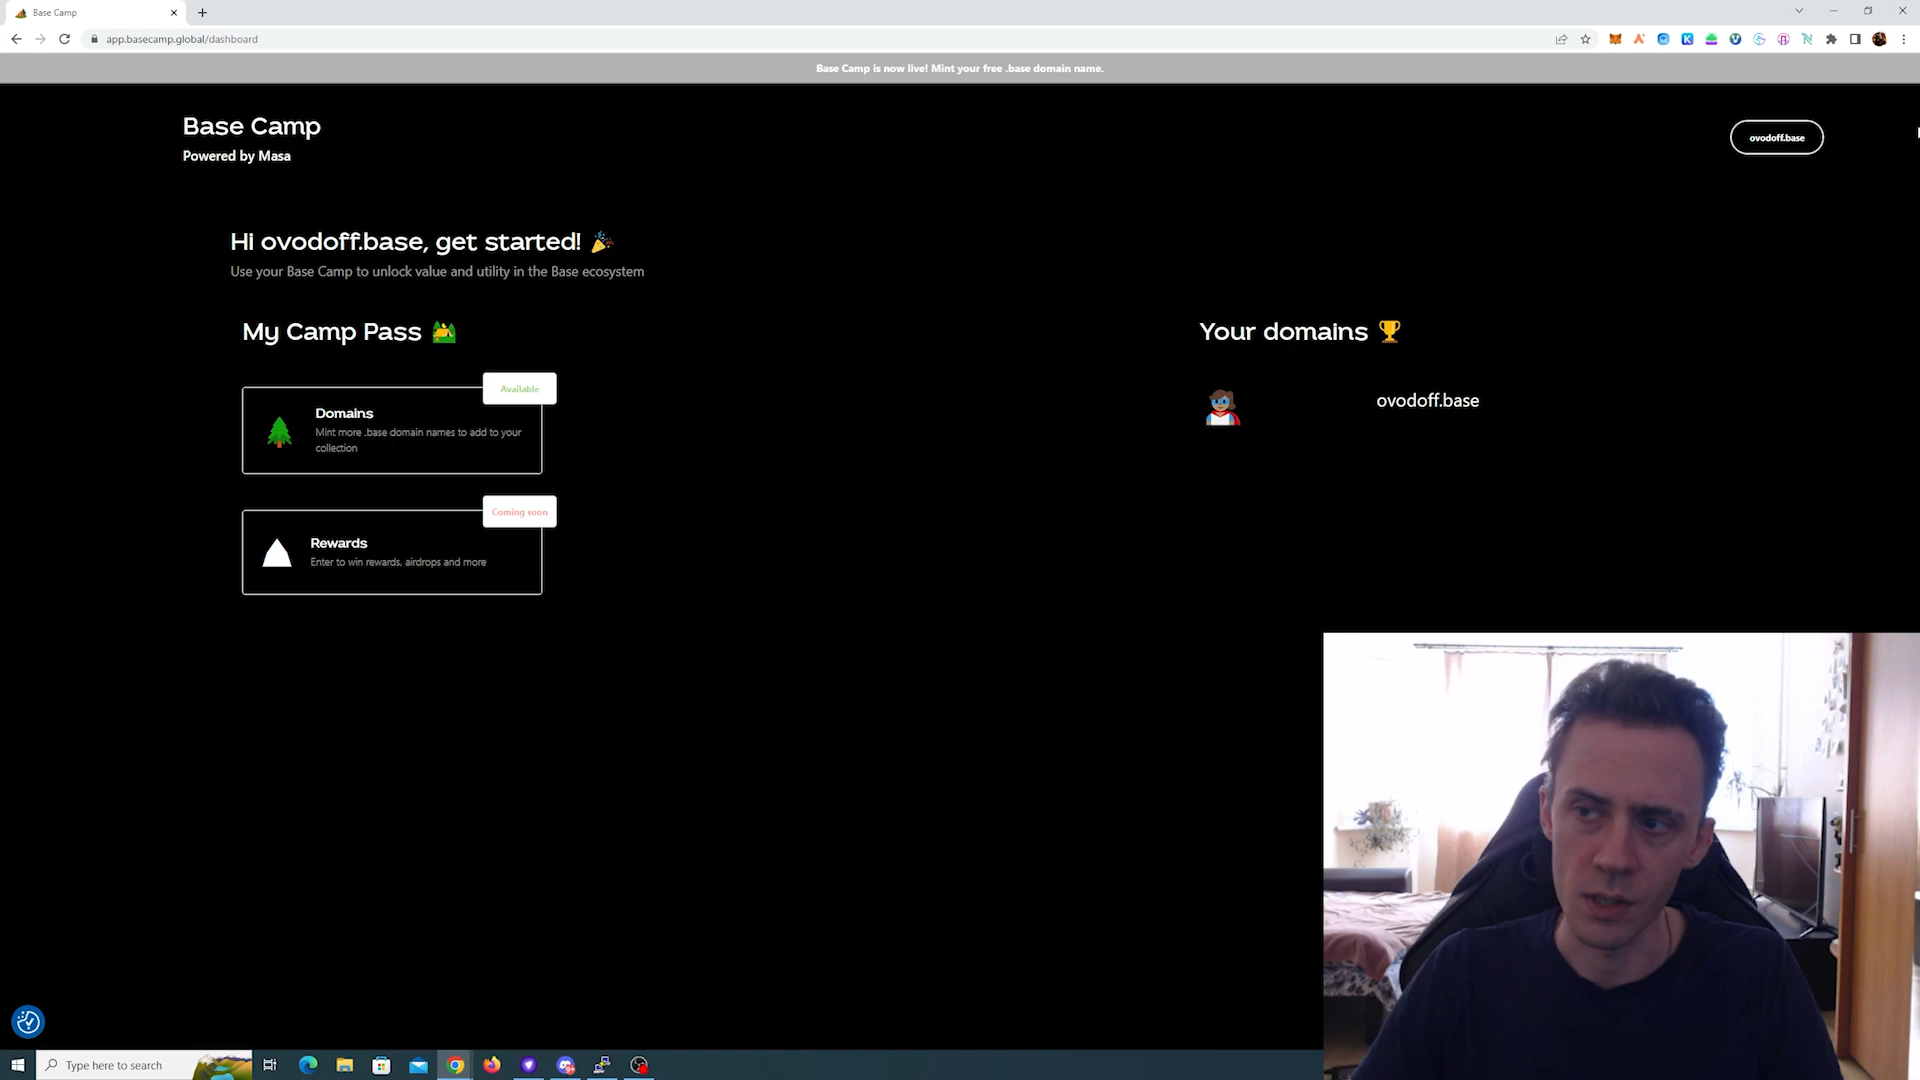 Base Camp
app.basecamp.global/dashboard
Base Camp is now live! Mint your free .base domain name.
Base Camp
Powered by Masa
ovodoff.base
Hi ovodoff.base, get started!
Use your Base Camp to unlock value and utility in the Base ecosystem
My Camp Pass
Available
Domains
Mint more .base domain names to add to your
collection
Coming soon
Rewards
Enter to win rewards, airdrops and more
Your domains
ovodoff.base
Type here to search